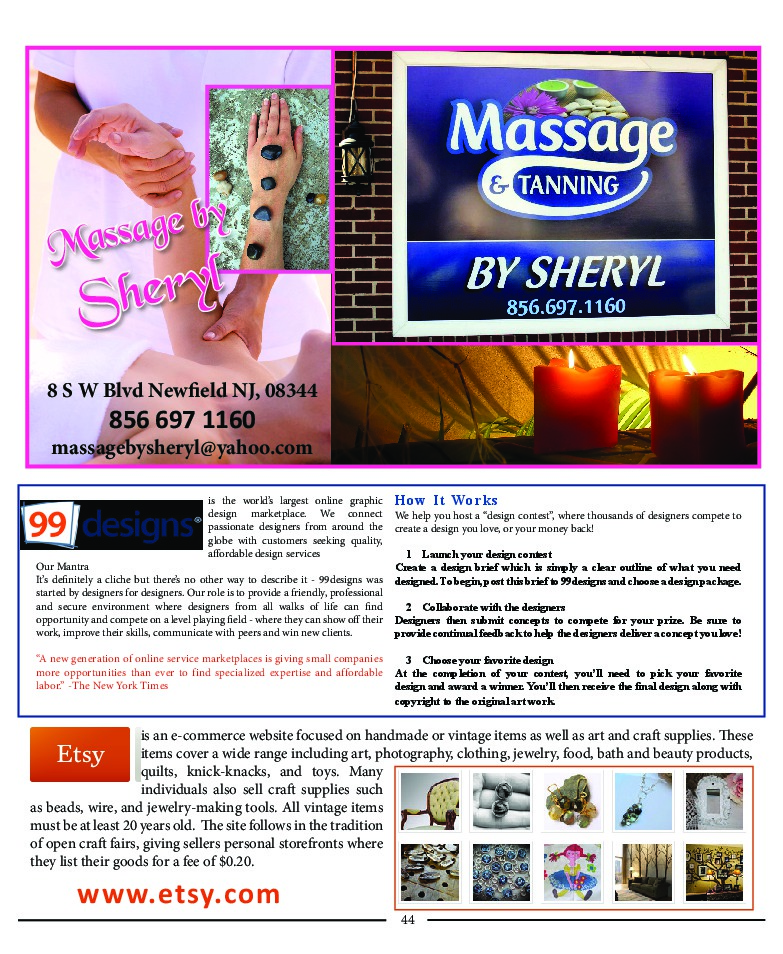 Massage by
Sheryl
8 S W Blvd Newfield NJ, 08344
856 697 1160
massagebysheryl@yahoo.com
Massage
& TANNING
BY SHERYL
856.697.1160
99 designs®
is the world's largest online graphic
design marketplace. We connect
passionate designers from around the
globe with customers seeking quality,
affordable design services
Our Mantra
It's definitely a cliche but there's no other way to describe it - 99designs was
started by designers for designers. Our role is to provide a friendly, professional
and secure environment where designers from all walks of life can find
opportunity and compete on a level playing field - where they can show off their
work, improve their skills, communicate with peers and win new clients.
“A new generation of online service marketplaces is giving small companies
more opportunities than ever to find specialized expertise and affordable
labor.” -The New York Times
How It Works
We help you host a “design contest”, where thousands of designers compete to
create a design you love, or your money back!
1 Launch your design contest
Create a design brief which is simply a clear outline of what you need
designed. To begin, post this brief to 99designs and choose a design package.
2 Collaborate with the designers
Designers then submit concepts to compete for your prize. Be sure to
provide continual feedback to help the designers deliver a concept you love!
3 Choose your favorite design
At the completion of your contest, you'll need to pick your favorite
design and award a winner. You'll then receive the final design along with
copyright to the original artwork.
Etsy
is an e-commerce website focused on handmade or vintage items as well as art and craft supplies. These
items cover a wide range including art, photography, clothing, jewelry, food, bath and beauty products,
quilts, knick-knacks, and toys. Many
individuals also sell craft supplies such
as beads, wire, and jewelry-making tools. All vintage items
must be at least 20 years old. The site follows in the tradition
of open craft fairs, giving sellers personal storefronts where
they list their goods for a fee of $0.20.
www.etsy.com
44